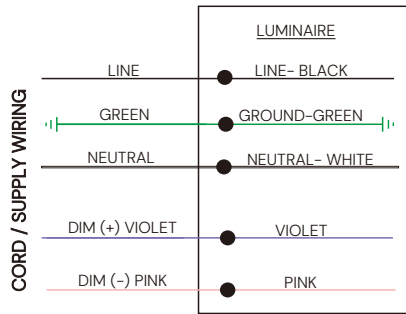 LUMINAIRE
LINE LINE- BLACK
GREEN GROUND-GREEN
NEUTRAL NEUTRAL- WHITE
DIM (+) VIOLET VIOLET
DIM (-) PINK PINK
CORD / SUPPLY WIRING